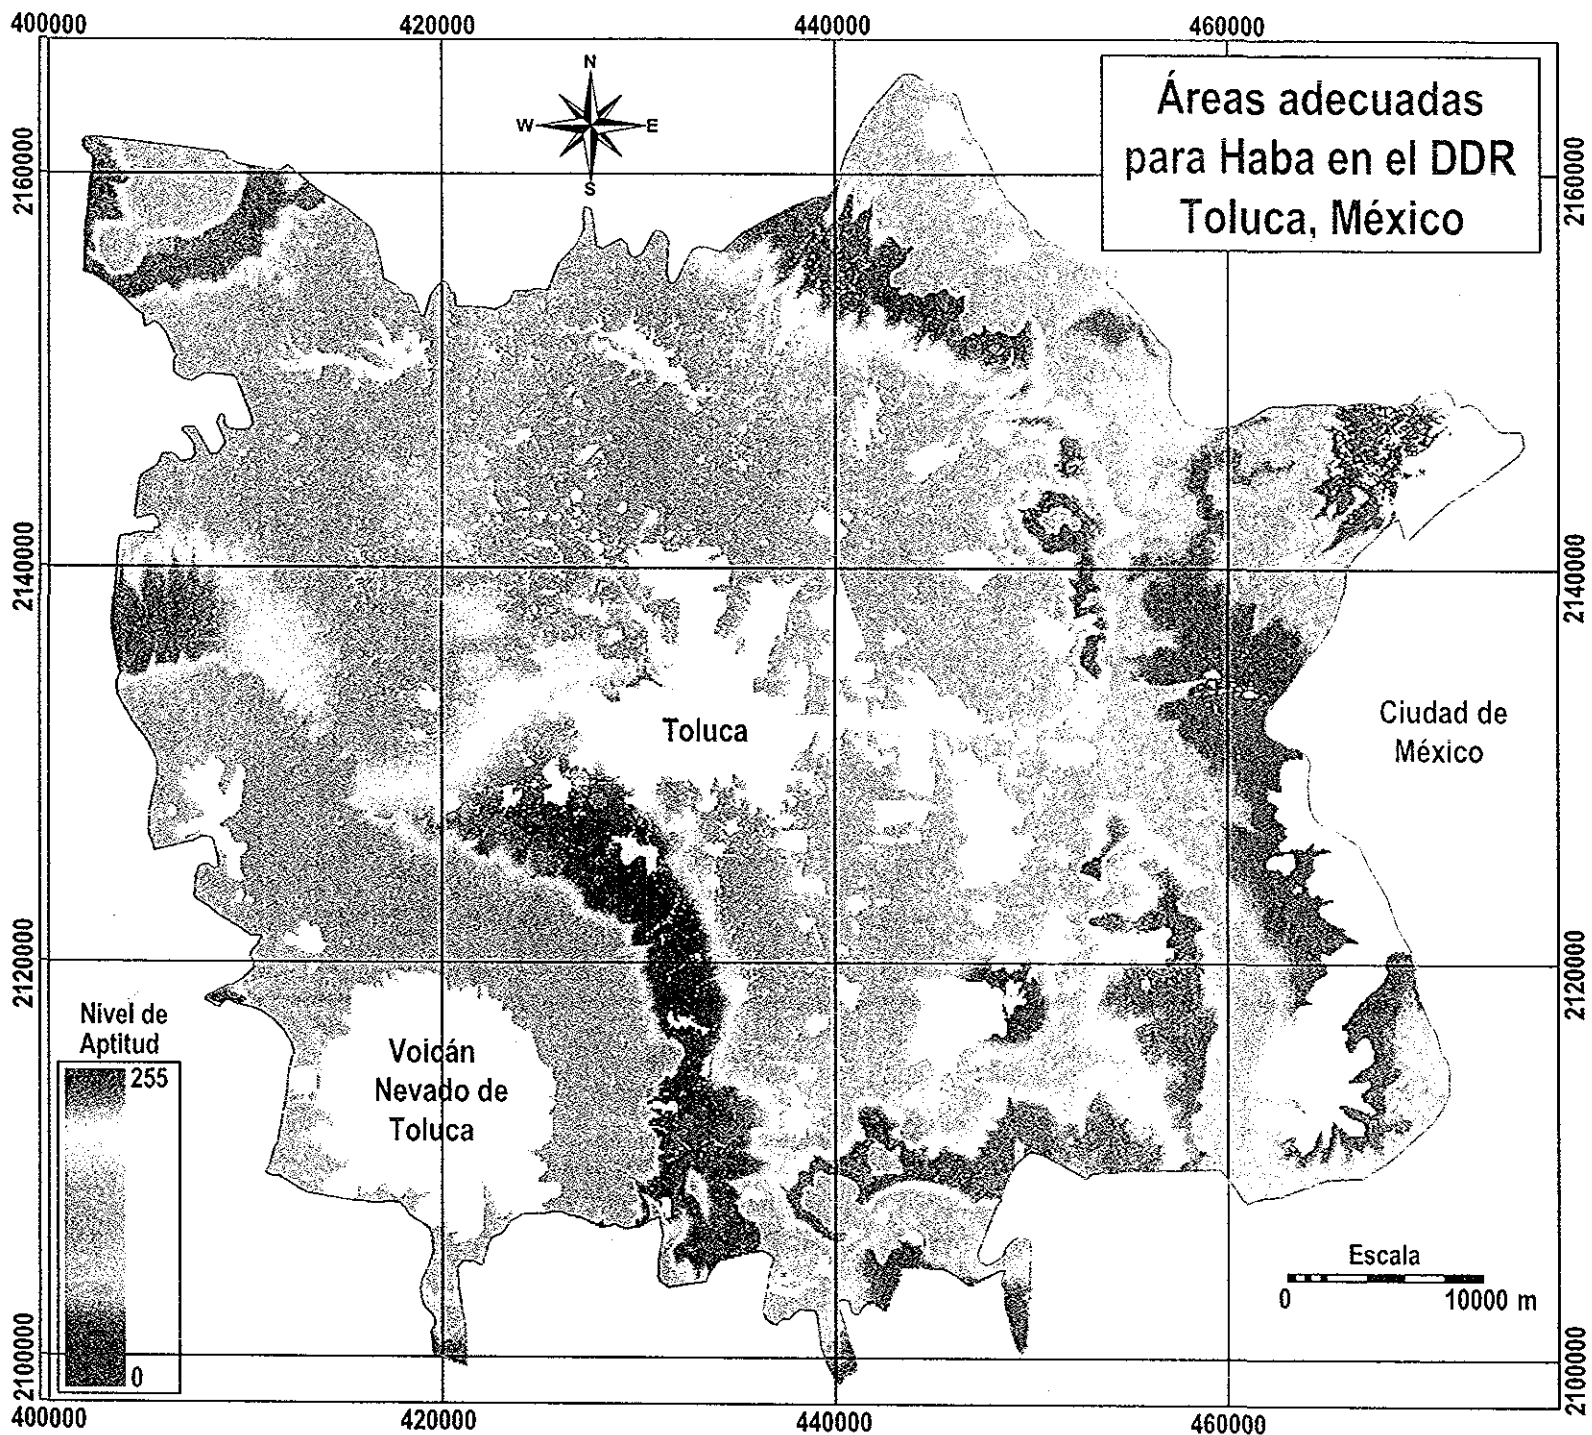 400000
420000
440000
460000
N
W
E
S
Áreas adecuadas
para Haba en el DDR
Toluca, México
2160000
2160000
2140000
2140000
Toluca
Ciudad de
México
2120000
2120000
Nivel de
Aptitud
255
0
Volcán
Nevado de
Toluca
Escala
0
10000 m
2100000
2100000
400000
420000
440000
460000